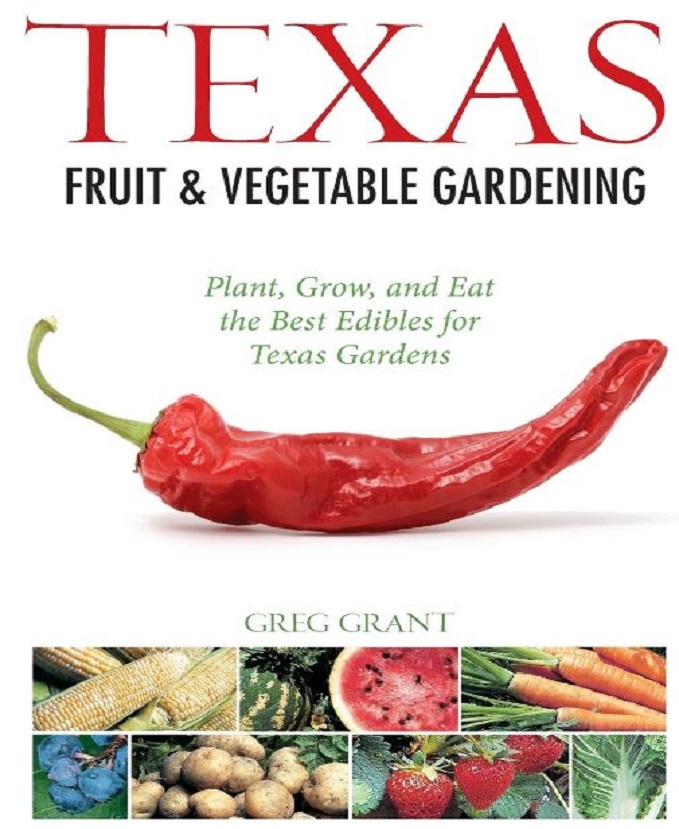 TEXAS
FRUIT & VEGETABLE GARDENING
Plant, Grow, and Eat
the Best Edibles for
Texas Gardens
GREG GRANT